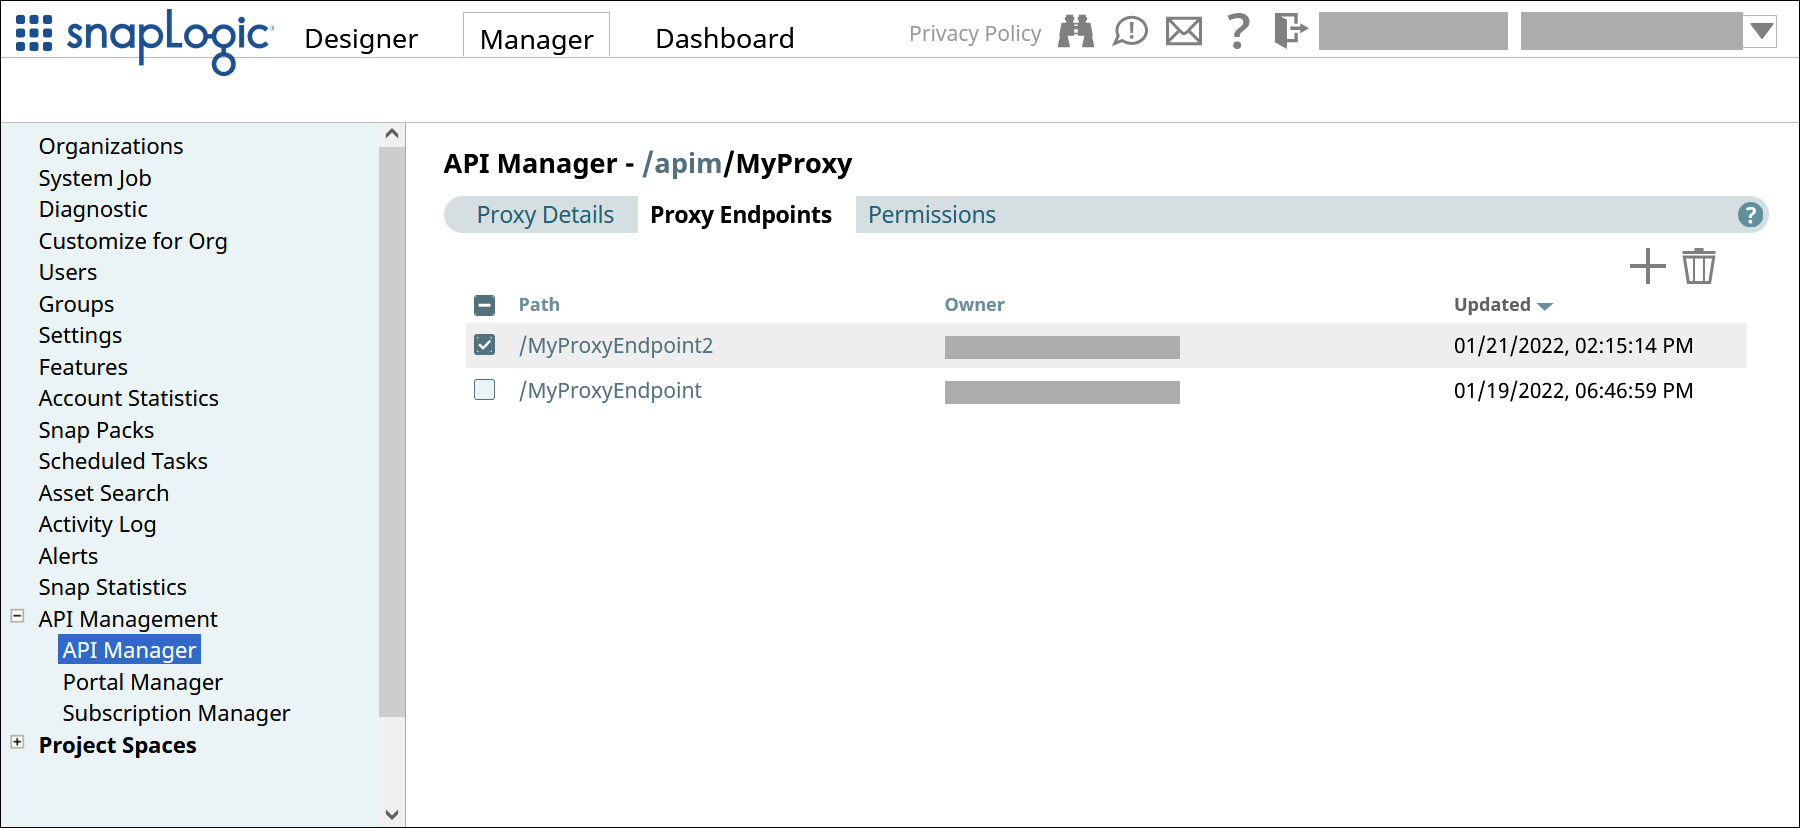 snapLogic
Designer
Manager
Dashboard
Privacy Policy
Organizations
System Job
Diagnostic
Customize for Org
Users
Groups
Settings
Features
Account Statistics
Snap Packs
Scheduled Tasks
Asset Search
Activity Log
Alerts
Snap Statistics
API Management
API Manager
Portal Manager
Subscription Manager
Project Spaces
API Manager - /apim/MyProxy
Proxy Details Proxy Endpoints Permissions ?
Path Owner Updated
/MyProxyEndpoint2 01/21/2022, 02:15:14 PM
/MyProxyEndpoint 01/19/2022, 06:46:59 PM